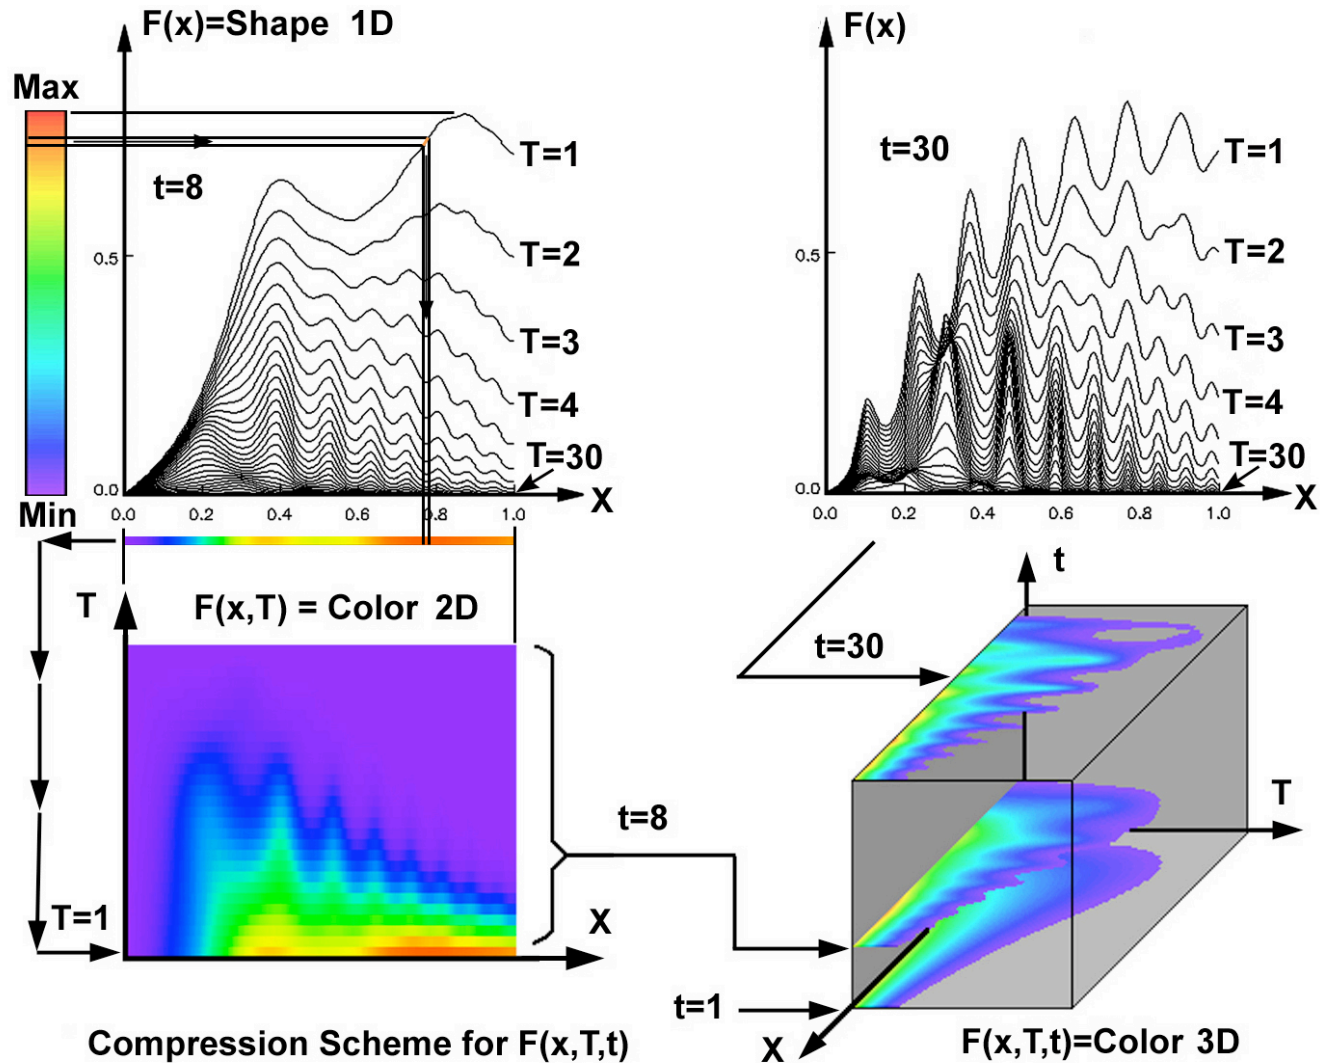 F(x)=Shape 1D
Max
t=8
T=1
T=2
T=3
T=4
T=30
0.5
0.0
Min
0.0 0.2 0.4 0.6 0.8 1.0
X
F(x)
t=30
T=1
T=2
T=3
T=4
T=30
0.5
0.0
0.0 0.2 0.4 0.6 0.8 1.0
X
T
F(x,T) = Color 2D
T=1
X
t=8
t
t=30
T
t=1
X
Compression Scheme for F(x,T,t)
F(x,T,t)=Color 3D